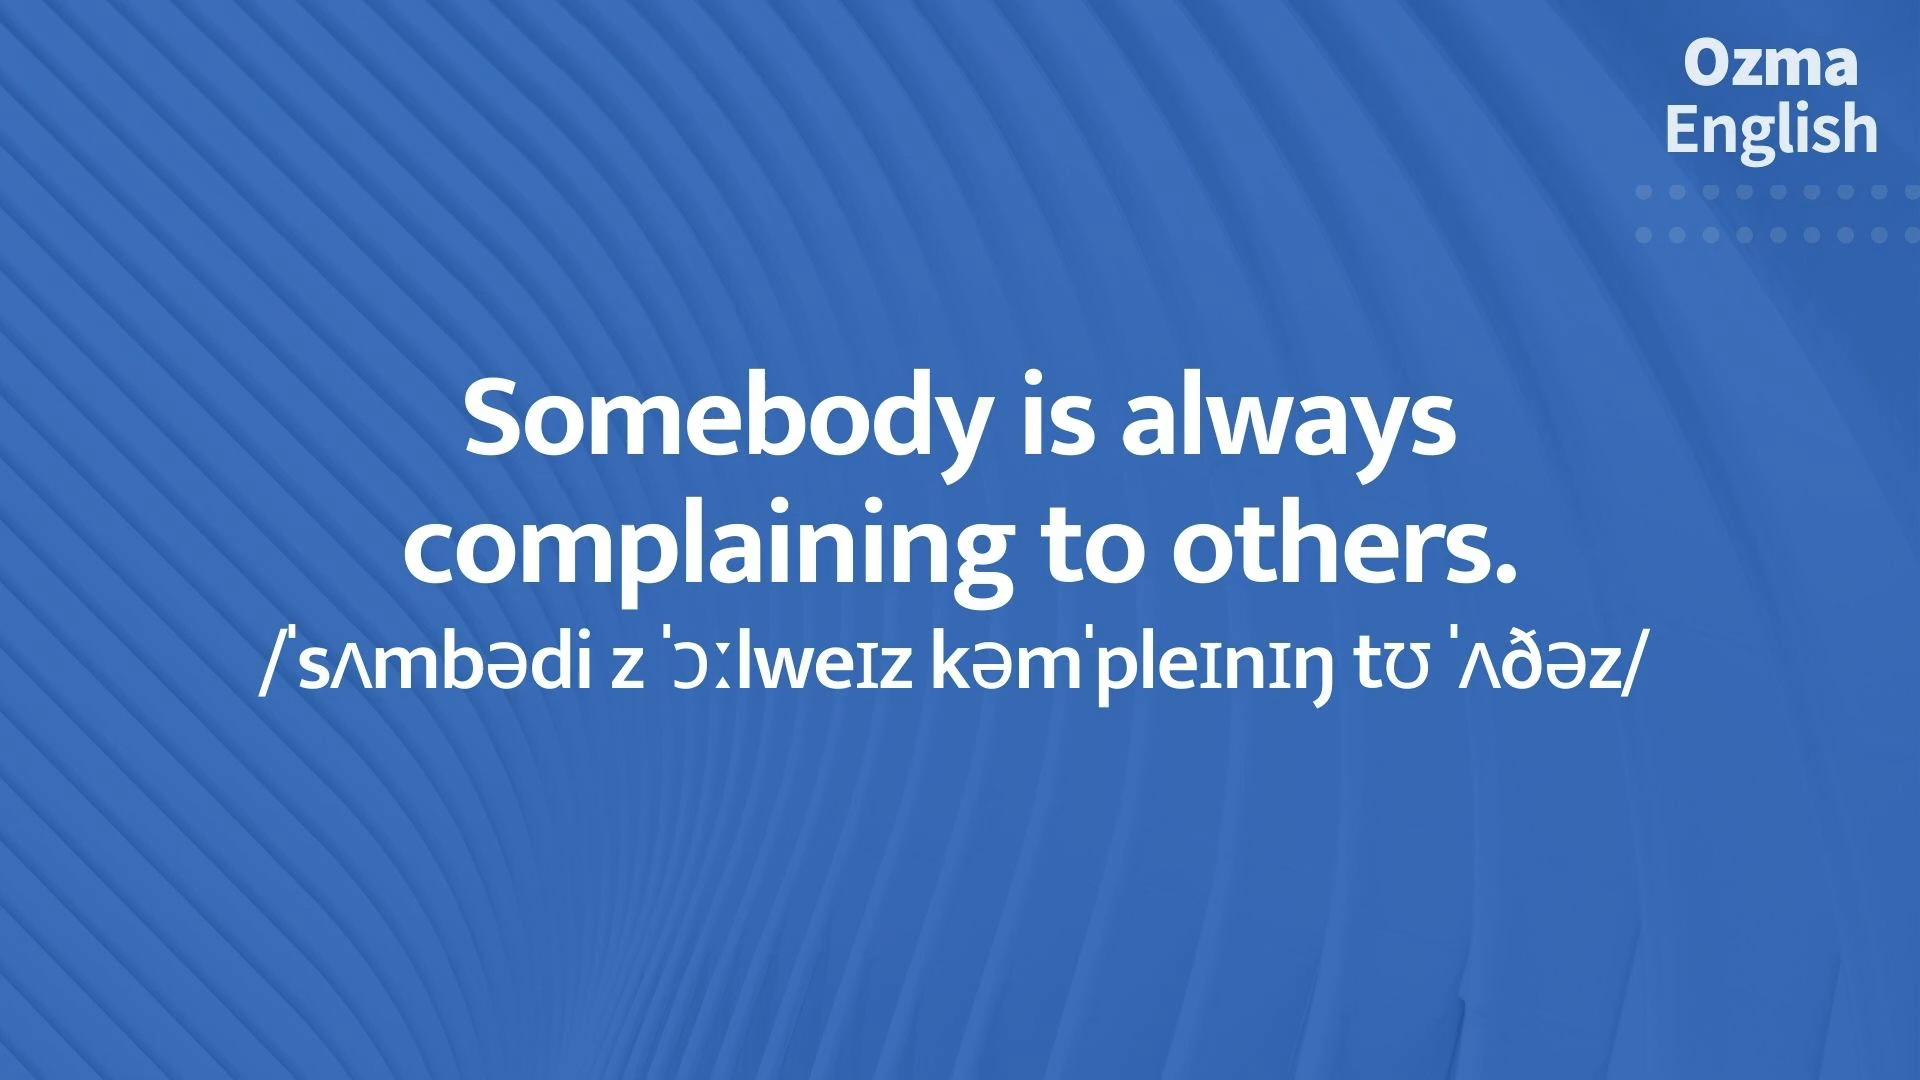 Ozma
English
Somebody is always
complaining to others.
/ˈsʌmbədi z ˈɔːlweɪz kəmˈpleɪnɪŋ tʊ ˈʌðəz/